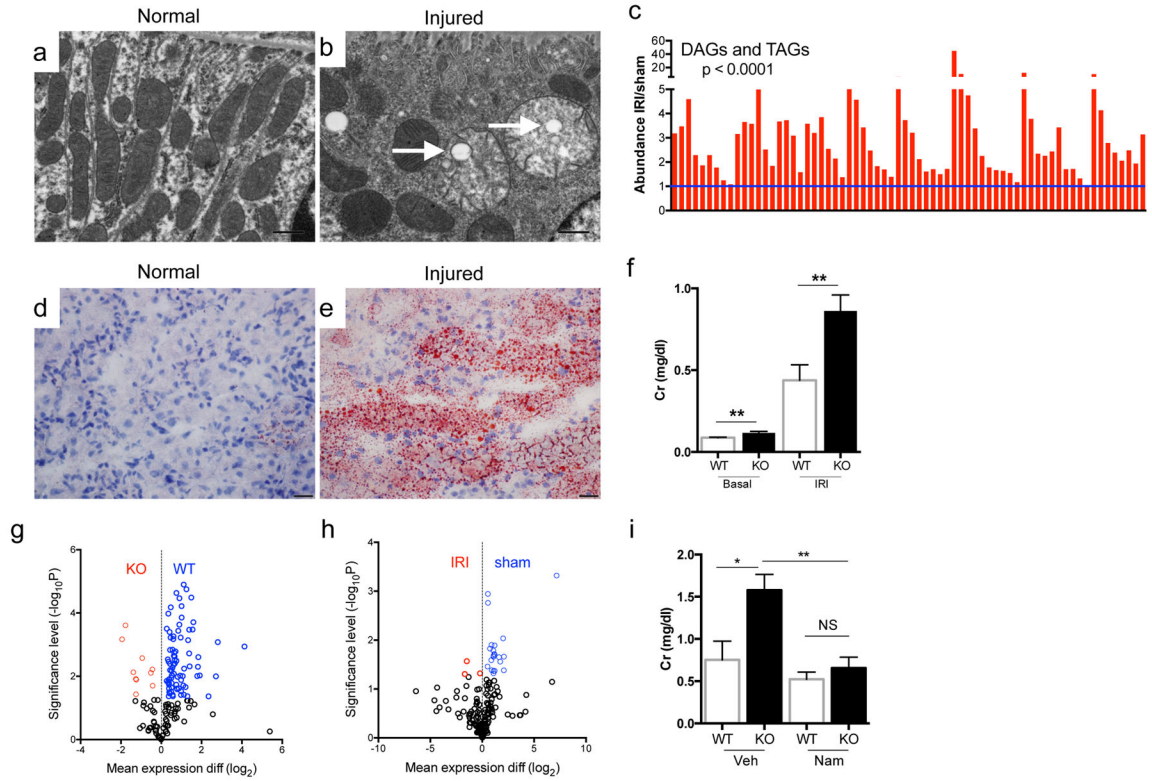 Normal
Injured
a
b
c
60
40
20
5
4
3
2
1
0
Abundance IRI/sham
DAGs and TAGs
p < 0.0001
Normal
Injured
d
e
f
1.0
0.5
0.0
Cr (mg/dl)
**
**
WT KO WT KO
Basal IRI
g
6
4
2
0
Significance level (-log10P)
KO WT
-4 -2 0 2 4 6
Mean expression diff (log2)
h
4
3
2
1
0
Significance level (-log10P)
IRI sham
-10 -5 0 5 10
Mean expression diff (log2)
i
2.0
1.5
1.0
0.5
0.0
Cr (mg/dl)
* **
NS
WT KO WT KO
Veh Nam